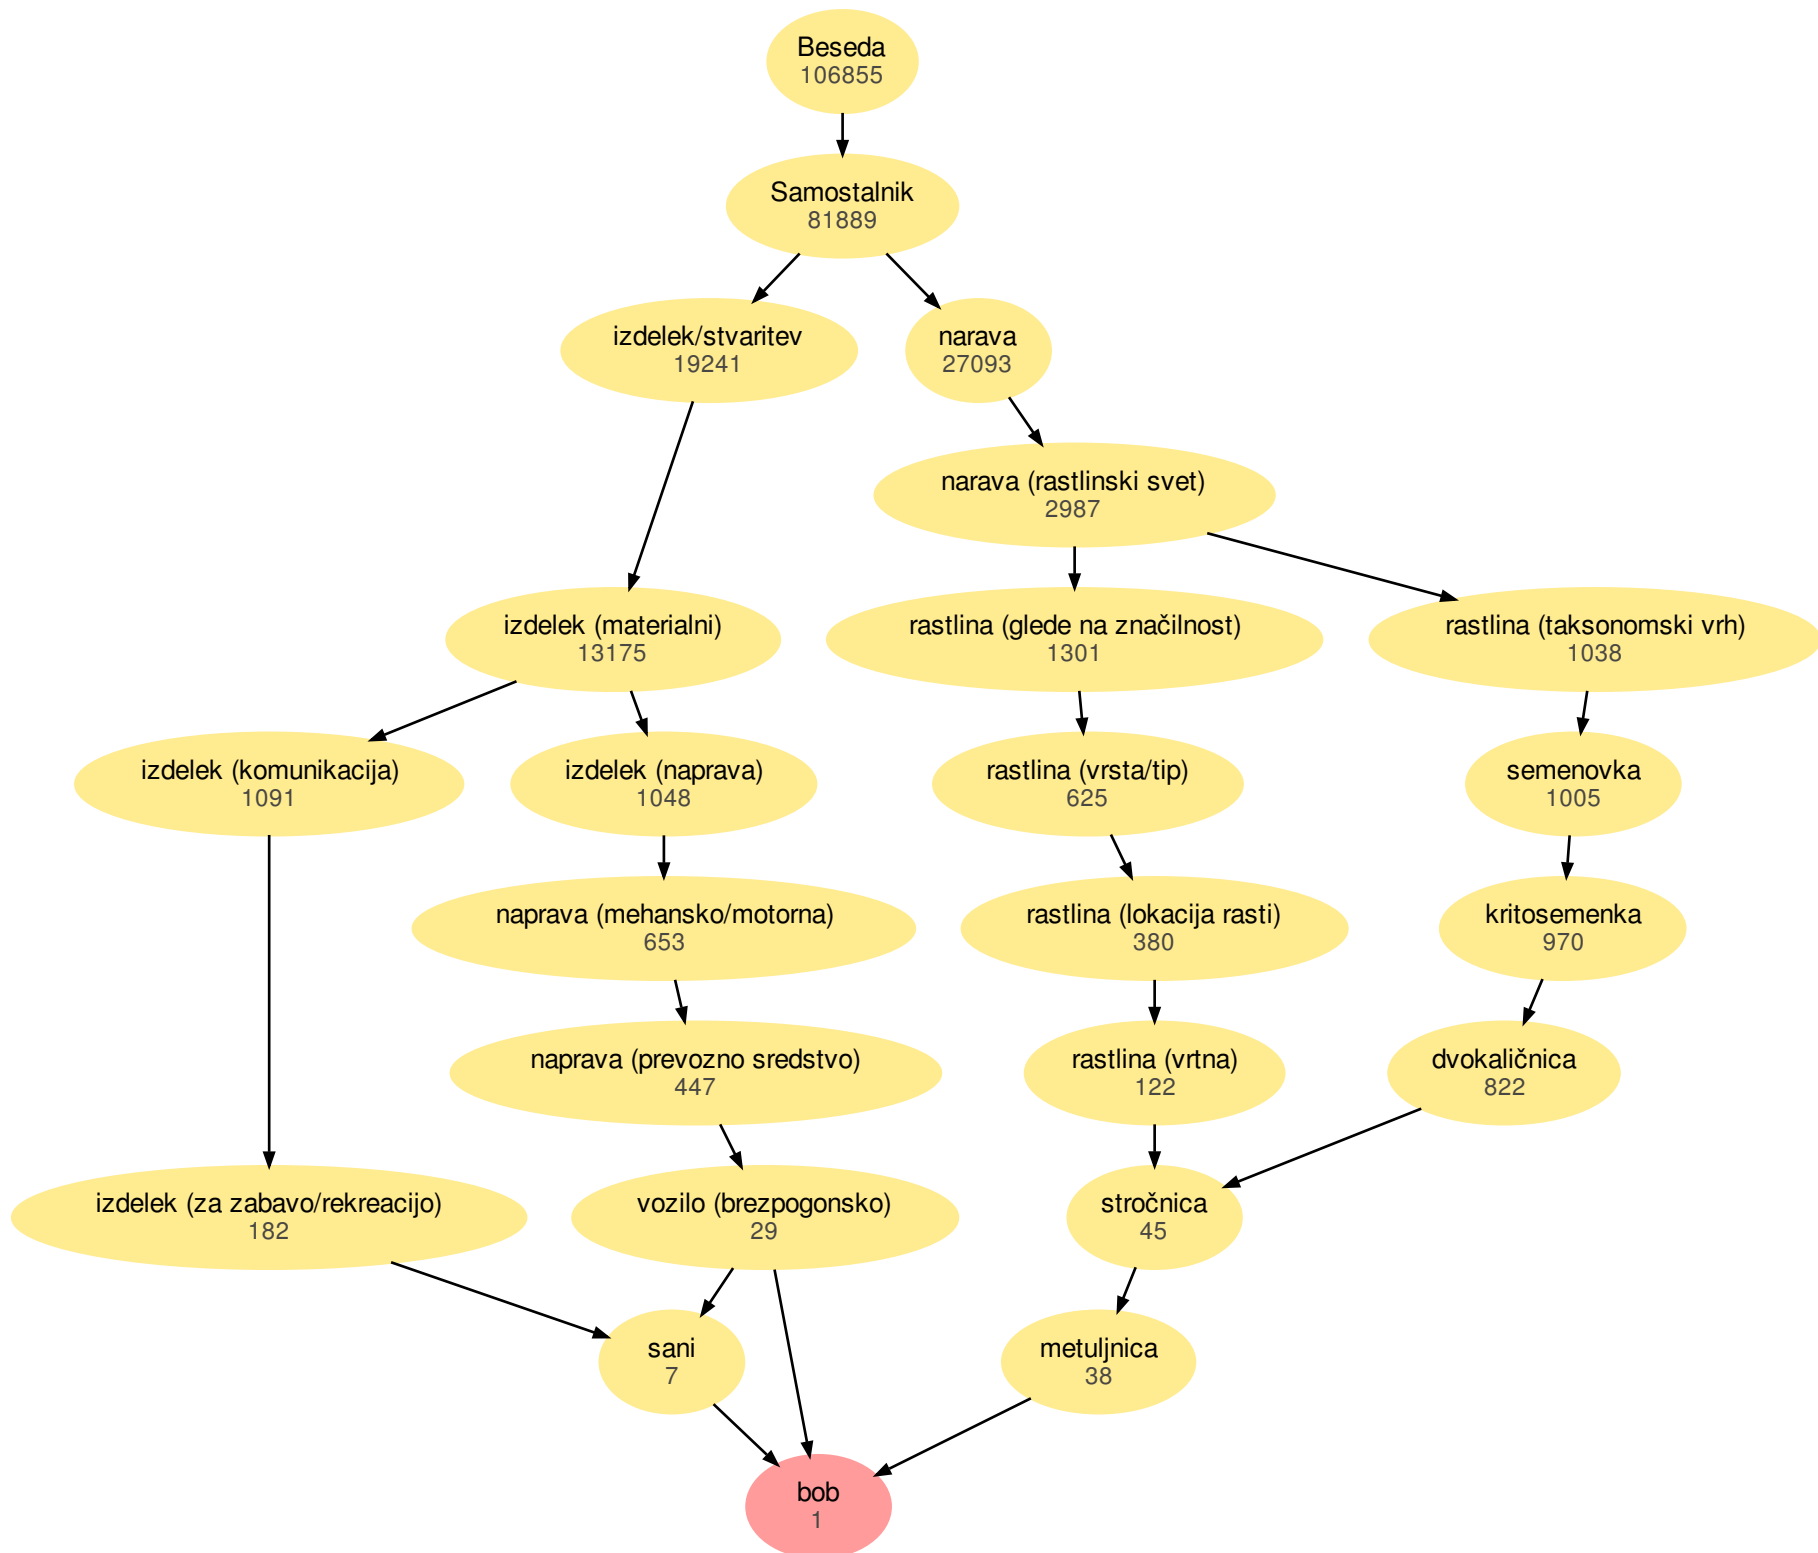 Beseda
106855
Samostalnik
81889
izdelek/stvaritev
19241
narava
27093
narava (rastlinski svet)
2987
izdelek (materialni)
13175
rastlina (glede na značilnost)
1301
rastlina (taksonomski vrh)
1038
izdelek (komunikacija)
1091
izdelek (naprava)
1048
rastlina (vrsta/tip)
625
semenovka
1005
naprava (mehansko/motorna)
653
rastlina (lokacija rasti)
380
kritosemenka
970
naprava (prevozno sredstvo)
447
rastlina (vrtna)
122
dvokaličnica
822
izdelek (za zabavo/rekreacijo)
182
vozilo (brezpogonsko)
29
stročnica
45
sani
7
metuljnica
38
bob
1